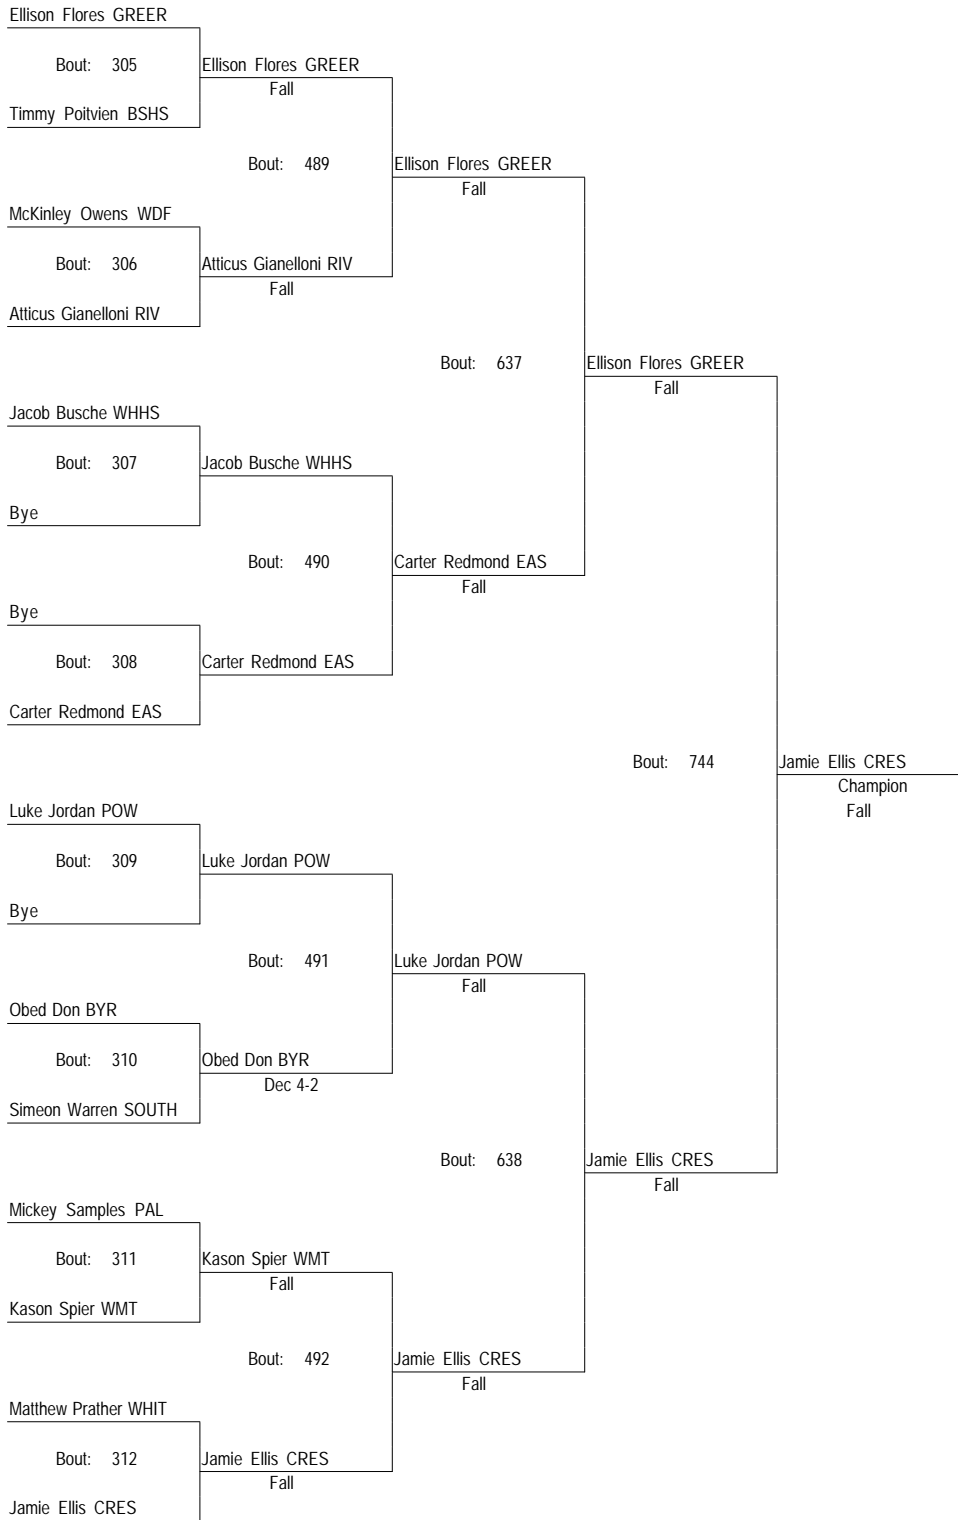 Ellison Flores GREER
Bout: 305
Ellison Flores GREER
Fall
Timmy Poitvien BSHS
Bout: 489
Ellison Flores GREER
Fall
McKinley Owens WDF
Bout: 306
Atticus Gianelloni RIV
Fall
Atticus Gianelloni RIV
Bout: 637
Ellison Flores GREER
Fall
Jacob Busche WHHS
Bout: 307
Jacob Busche WHHS
Bye
Bout: 490
Carter Redmond EAS
Fall
Bye
Bout: 308
Carter Redmond EAS
Carter Redmond EAS
Bout: 744
Jamie Ellis CRES
Champion
Fall
Luke Jordan POW
Bout: 309
Luke Jordan POW
Bye
Bout: 491
Luke Jordan POW
Fall
Obed Don BYR
Bout: 310
Obed Don BYR
Dec 4-2
Simeon Warren SOUTH
Bout: 638
Jamie Ellis CRES
Fall
Mickey Samples PAL
Bout: 311
Kason Spier WMT
Fall
Kason Spier WMT
Bout: 492
Jamie Ellis CRES
Fall
Matthew Prather WHIT
Bout: 312
Jamie Ellis CRES
Fall
Jamie Ellis CRES